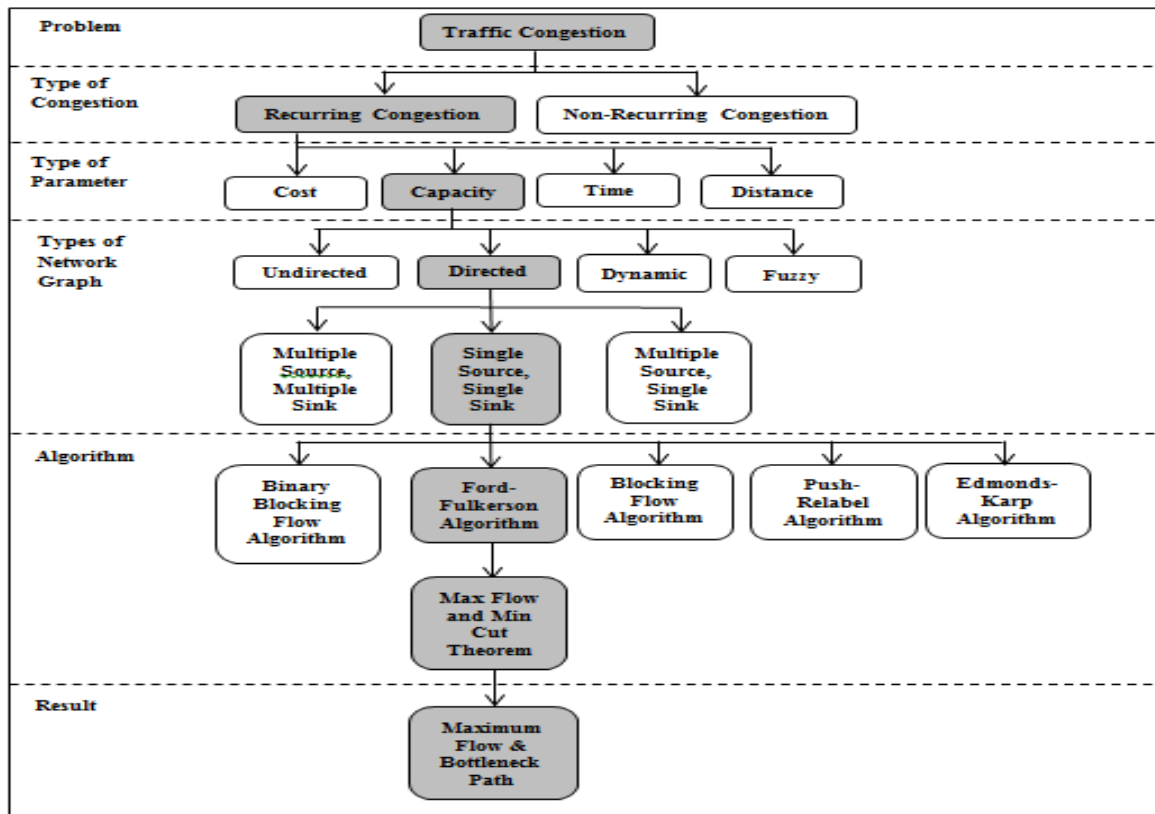 Problem
Traffic Congestion
Type of
Congestion
Recurring Congestion
Non-Recurring Congestion
Type of
Parameter
Cost
Capacity
Time
Distance
Types of
Network
Graph
Undirected
Directed
Dynamic
Fuzzy
Multiple
Source,
Multiple
Sink
Single
Source,
Single
Sink
Multiple
Source,
Single
Sink
Algorithm
Binary
Blocking
Flow
Algorithm
Ford-
Fulkerson
Algorithm
Blocking
Flow
Algorithm
Push-
Relabel
Algorithm
Edmonds-
Karp
Algorithm
Max Flow
and Min
Cut
Theorem
Result
Maximum
Flow &
Bottleneck
Path